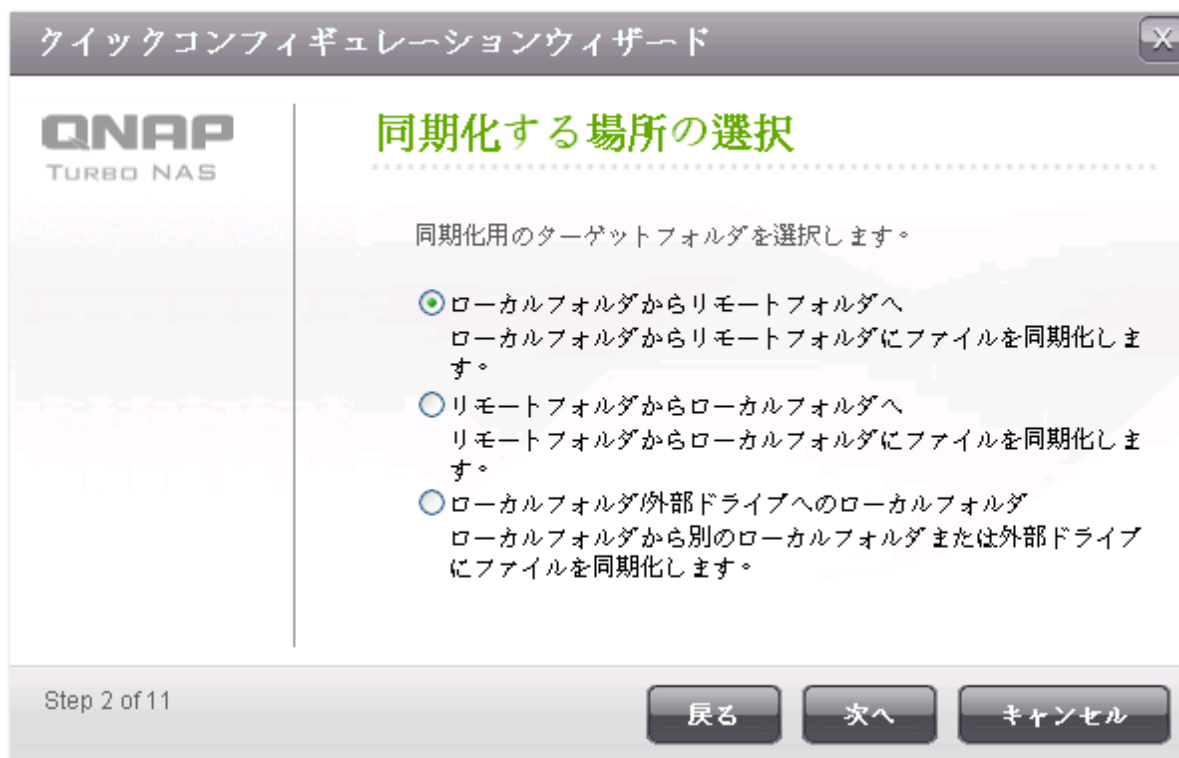 クイックコンフィギュレーションウィザード
X
QNAP
TURBO NAS
同期化する場所の選択
同期化用のターゲットフォルダを選択します。
ローカルフォルダからリモートフォルダへ
ローカルフォルダからリモートフォルダにファイルを同期化しま
す。
リモートフォルダからローカルフォルダへ
リモートフォルダからローカルフォルダにファイルを同期化しま
す。
ローカルフォルダ/外部ドライブへのローカルフォルダ
ローカルフォルダから別のローカルフォルダまたは外部ドライブ
にファイルを同期化します。
Step 2 of 11
戻る
次へ
キャンセル